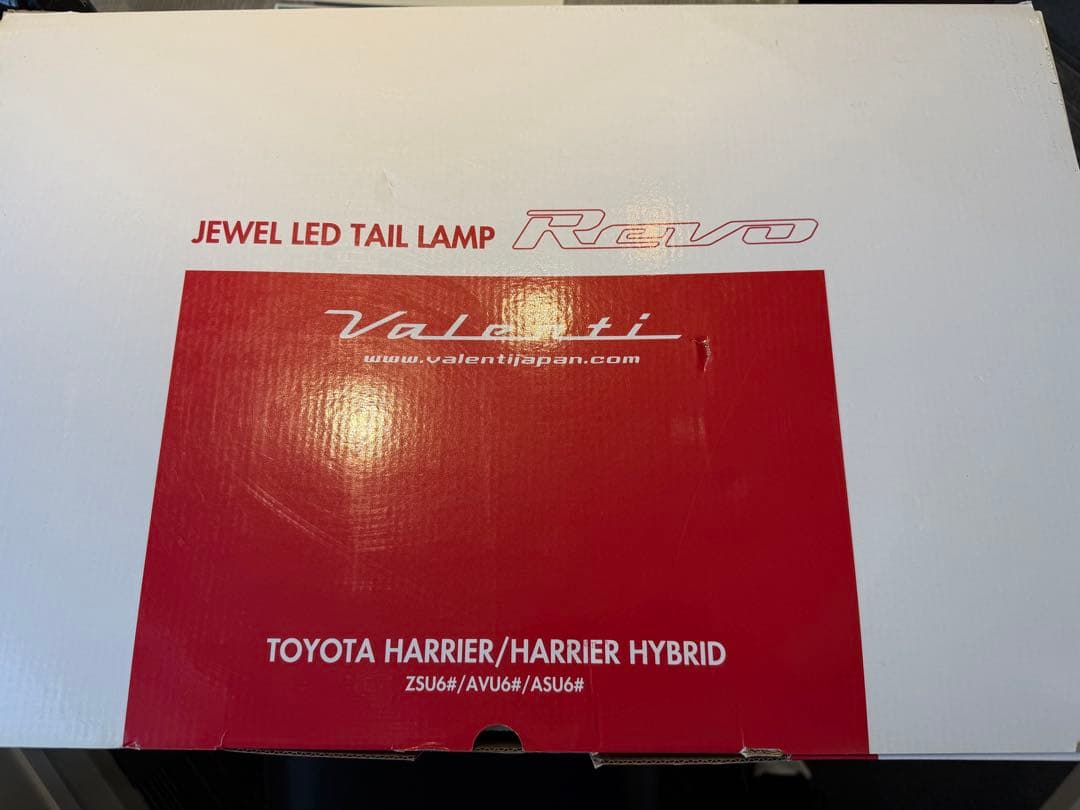 JEWEL LED TAIL LAMP Revo
Valenti
www.valentijapan.com
TOYOTA HARRIER/HARRIER HYBRID
ZSU6#/AVU6#/ASU6#